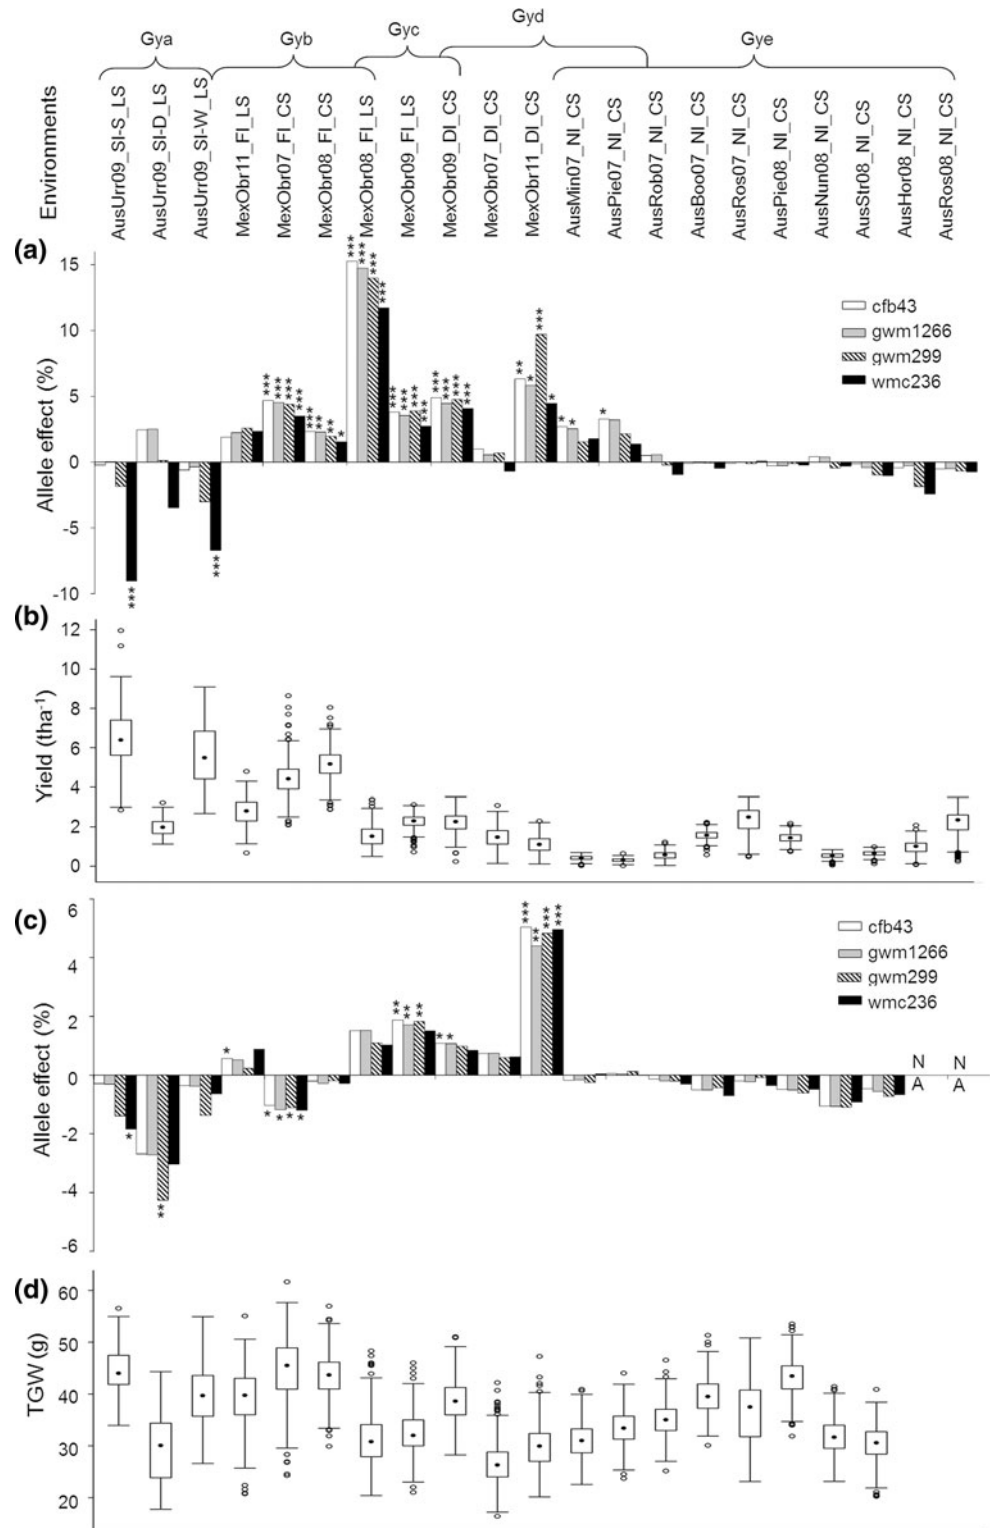 Gya
Gyb
Gyc
Gyd
Gye
Environments
AusUrr09_SI-S_LS
AusUrr09_SI-D_LS
AusUrr09_SI-W_LS
MexObr11_FI_LS
MexObr07_FI_CS
MexObr08_FI_CS
MexObr08_FI_LS
MexObr09_FI_LS
MexObr09_DI_CS
MexObr07_DI_CS
MexObr11_DI_CS
AusMin07_NI_CS
AusPie07_NI_CS
AusRob07_NI_CS
AusBoo07_NI_CS
AusRos07_NI_CS
AusPie08_NI_CS
AusNun08_NI_CS
AusStr08_NI_CS
AusHor08_NI_CS
AusRos08_NI_CS
(a)
Allele effect (%)
15
10
5
0
-5
-10
cfb43
gwm1266
gwm299
wmc236
(b)
Yield (tha-1)
12
10
8
6
4
2
0
(c)
Allele effect (%)
6
4
2
0
-2
-4
-6
cfb43
gwm1266
gwm299
wmc236
N
A
N
A
(d)
TGW (g)
60
50
40
30
20